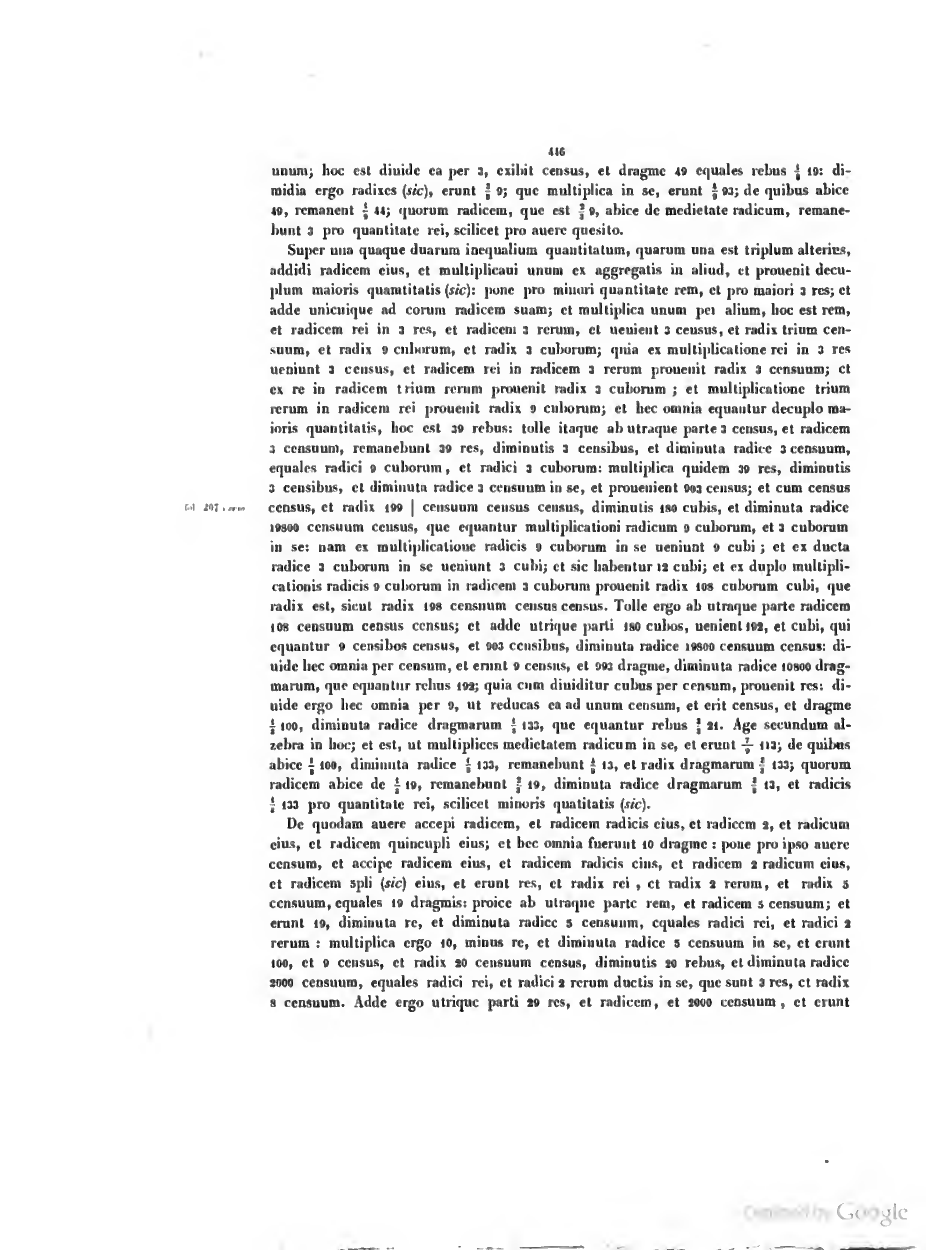 446
unum; hoc est diuide ea per 3, exibit census, et dragme 49 equales rebus 1/3 19: di-
midia ergo radixes (sic), erunt 2/3 9; que multiplica in se, erunt 4/9 93; de quibus abice
49, remanent 4/9 44; quorum radicem, que est 2/3 9, abice de medietate radicum, remane-
bunt 3 pro quantitate rei, scilicet pro auere quesito.
Super una quaque duarum inequalium quantitatum, quarum una est triplum alterius,
addidi radicem eius, et multiplicaui unum ex aggregatis in aliud, et prouenit decu-
plum maioris quamtitatis (sic): pone pro minori quantitate rem, et pro maiori 3 res; et
adde unicuique ad eorum radicem suam; et multiplica unum per alium, hoc est rem,
et radicem rei in 3 res, et radicem 3 rerum, et uenient 3 census, et radix trium cen-
suum, et radix 9 cuborum, et radix 3 cuborum; quia ex multiplicatione rei in 3 res
ueniunt 3 census, et radicem rei in radicem 3 rerum prouenit radix 3 censuum; et
ex re in radicem trium rerum prouenit radix 3 cuborum ; et multiplicatione trium
rerum in radicem rei prouenit radix 9 cuborum; et hec omnia equantur decuplo ma-
ioris quantitatis, hoc est 30 rebus: tolle itaque ab utraque parte 3 census, et radicem
3 censuum, remanebunt 30 res, diminutis 3 censibus, et diminuta radice 3 censuum,
equales radici 9 cuborum, et radici 3 cuborum: multiplica quidem 30 res, diminutis
3 censibus, et diminuta radice 3 censuum in se, et prouenient 903 census; et cum census
fol. 207 census, et radix 199 | censuum census census, diminutis 180 cubis, et diminuta radice
10800 censuum census, que equantur multiplicationi radicum 9 cuborum, et 3 cuborum
in se: nam ex multiplicatione radicis 9 cuborum in se ueniunt 9 cubi ; et ex ducta
radice 3 cuborum in se ueniunt 3 cubi; et sic habentur 12 cubi; et ex duplo multipli-
cationis radicis 9 cuborum in radicem 3 cuborum prouenit radix 108 cuborum cubi, que
radix est, sicut radix 108 censuum census census. Tolle ergo ab utraque parte radicem
108 censuum census census; et adde utrique parti 180 cubos, uenient 192, et cubi, qui
equantur 9 censibos census, et 903 censibus, diminuta radice 10800 censuum census: di-
uide hec omnia per censum, et erunt 9 census, et 993 dragme, diminuta radice 10800 drag-
marum, que equantur rebus 192; quia cum diuiditur cubus per censum, prouenit res: di-
uide ergo hec omnia per 9, ut reducas ea ad unum censum, et erit census, et dragme
1/3 100, diminuta radice dragmarum 1/3 133, que equantur rebus 1/3 21. Age secundum al-
zebra in hoc; et est, ut multiplices medietatem radicum in se, et erunt 7/9 113; de quibus
abice 1/3 100, diminuta radice 1/3 133, remanebunt 4/9 13, et radix dragmarum 1/3 133; quorum
radicem abice de 2/3 10, remanebunt 2/3 10, diminuta radice dragmarum 4/9 13, et radicis
1/3 133 pro quantitate rei, scilicet minoris quatitatis (sic).
De quodam auere accepi radicem, et radicem radicis eius, et radicem 2, et radicum
eius, et radicem quincupli eius; et hec omnia fuerunt 10 dragme : pone pro ipso auere
censum, et accipe radicem eius, et radicem radicis eius, et radicem 2 radicum eius,
et radicem 5pli (sic) eius, et erunt res, et radix rei , et radix 2 rerum, et radix 5
censuum, equales 10 dragmis: proice ab utraque parte rem, et radicem 5 censuum; et
erunt 10, diminuta re, et diminuta radice 5 censuum, equales radici rei, et radici 2
rerum : multiplica ergo 10, minus re, et diminuta radice 5 censuum in se, et erunt
100, et 9 census, et radix 20 censuum census, diminutis 20 rebus, et diminuta radice
2000 censuum, equales radici rei, et radici 2 rerum ductis in se, que sunt 3 res, et radix
8 censuum. Adde ergo utrique parti 20 res, et radicem, et 2000 censuum , et erunt
Digitized by Google